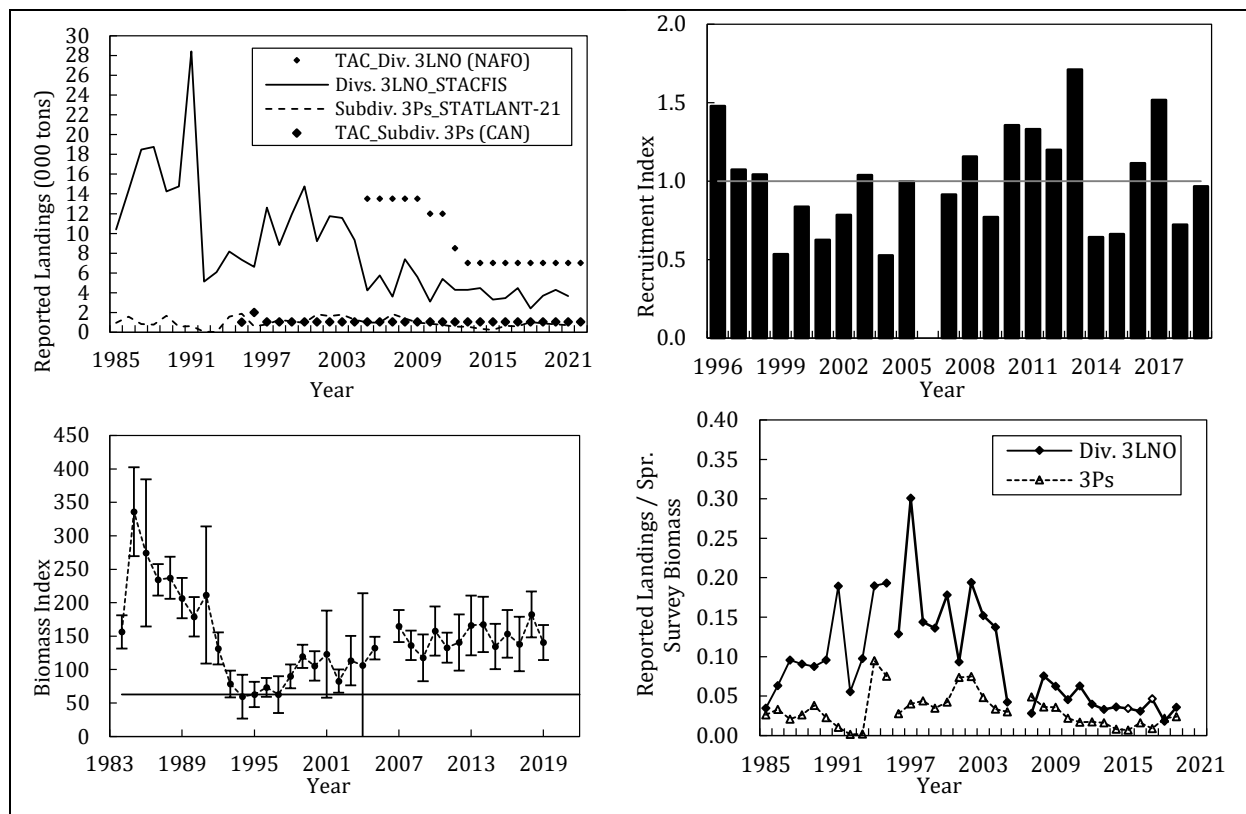 Reported Landings (000 tons)
30
28
26
24
22
20
18
16
14
12
10
8
6
4
2
0
1985 1991 1997 2003 2009 2015 2021
Year
TAC_Div. 3LNO (NAFO)
Divs. 3LNO_STACFIS
Subdiv. 3Ps_STATLANT-21
TAC_Subdiv. 3Ps (CAN)
Recruitment Index
2.0
1.5
1.0
0.5
0.0
1996 1999 2002 2005 2008 2011 2014 2017
Year
Biomass Index
450
400
350
300
250
200
150
100
50
0
1983 1989 1995 2001 2007 2013 2019
Year
Reported Landings / Spr.
Survey Biomass
0.40
0.35
0.30
0.25
0.20
0.15
0.10
0.05
0.00
1985 1991 1997 2003 2009 2015 2021
Year
Div. 3LNO
3Ps